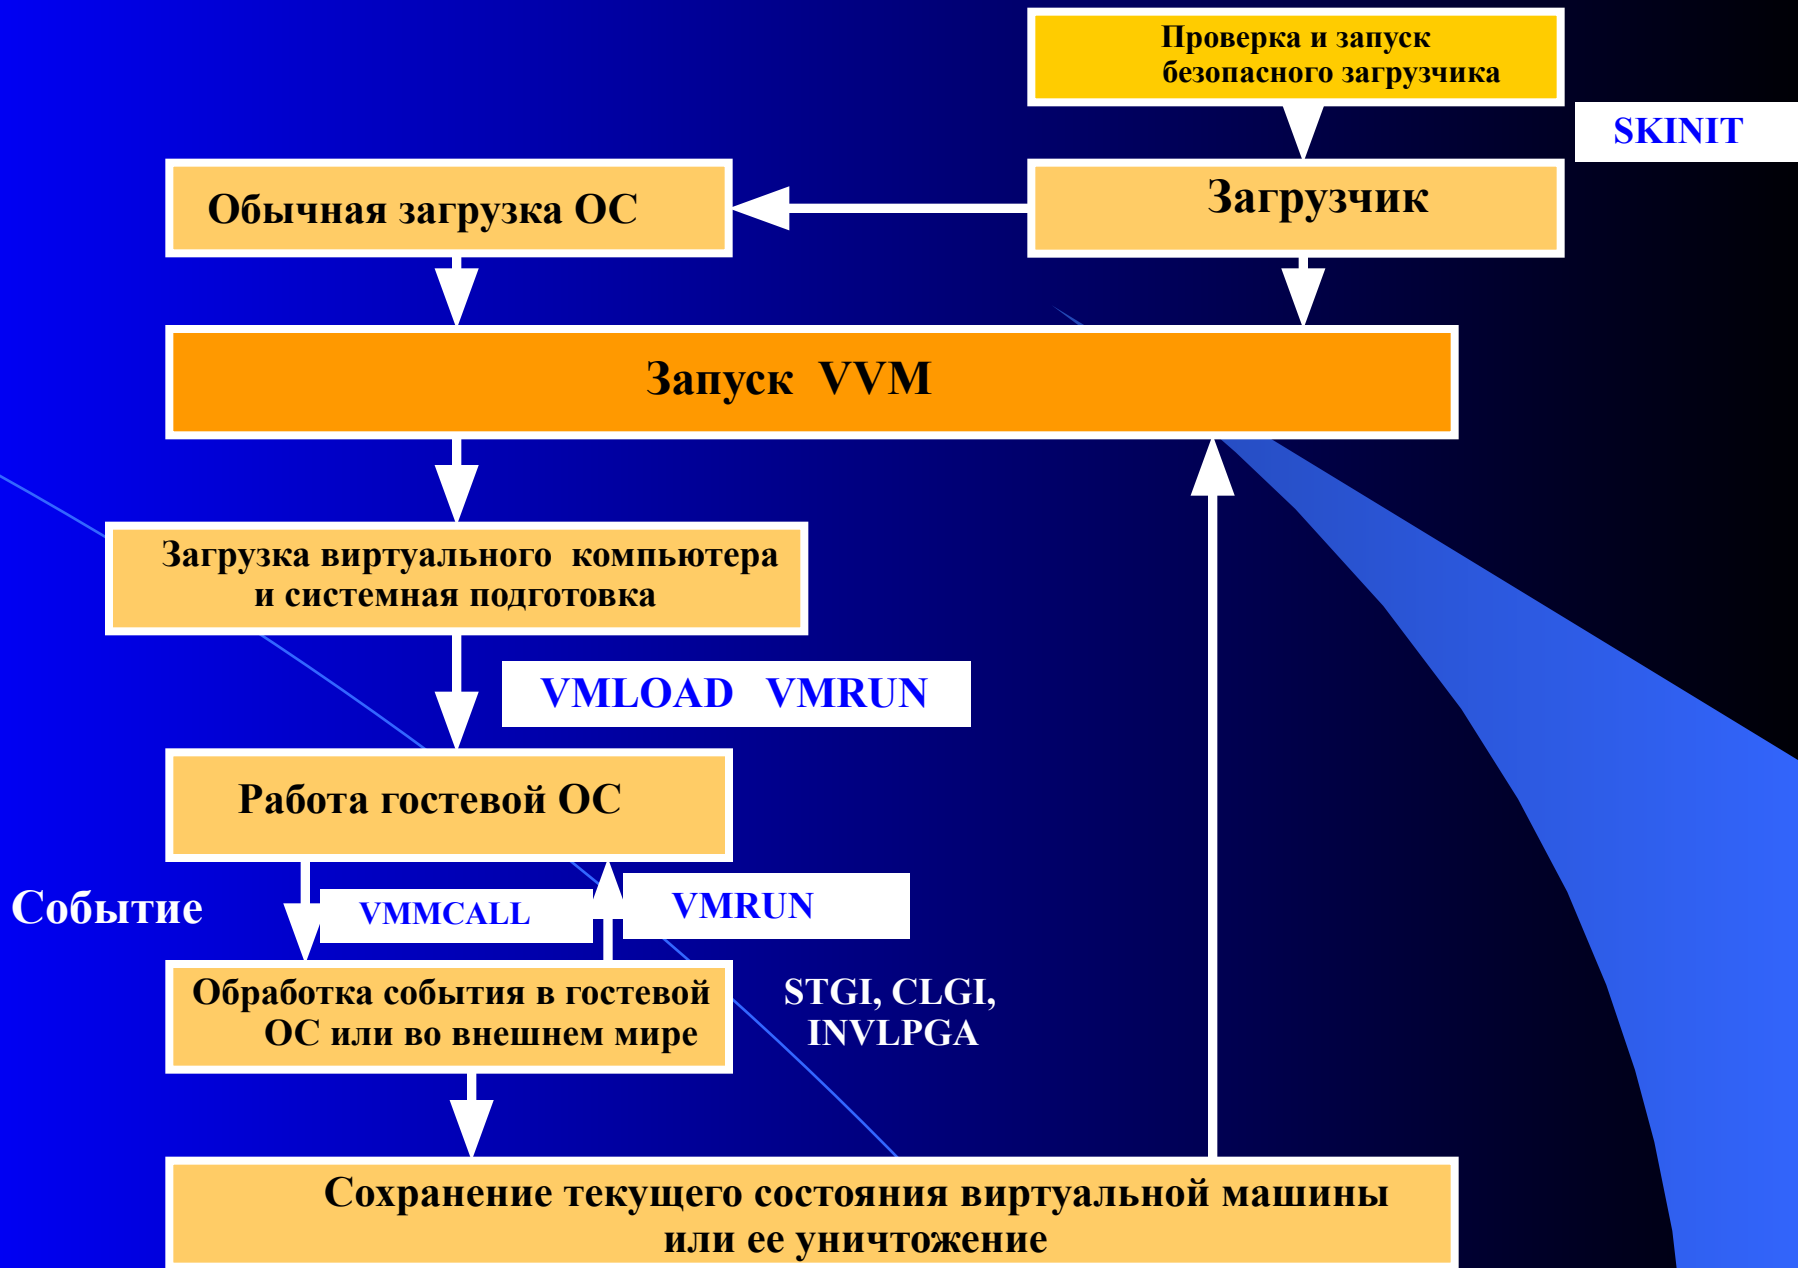 Проверка и запуск
безопасного загрузчика
SKINIT
Загрузчик
Обычная загрузка ОС
Запуск VVM
Загрузка виртуального компьютера
и системная подготовка
VMLOAD VMRUN
Работа гостевой ОС
Событие
VMMCALL
VMRUN
Обработка события в гостевой
ОС или во внешнем мире
STGI, CLGI,
INVLPGA
Сохранение текущего состояния виртуальной машины
или ее уничтожение